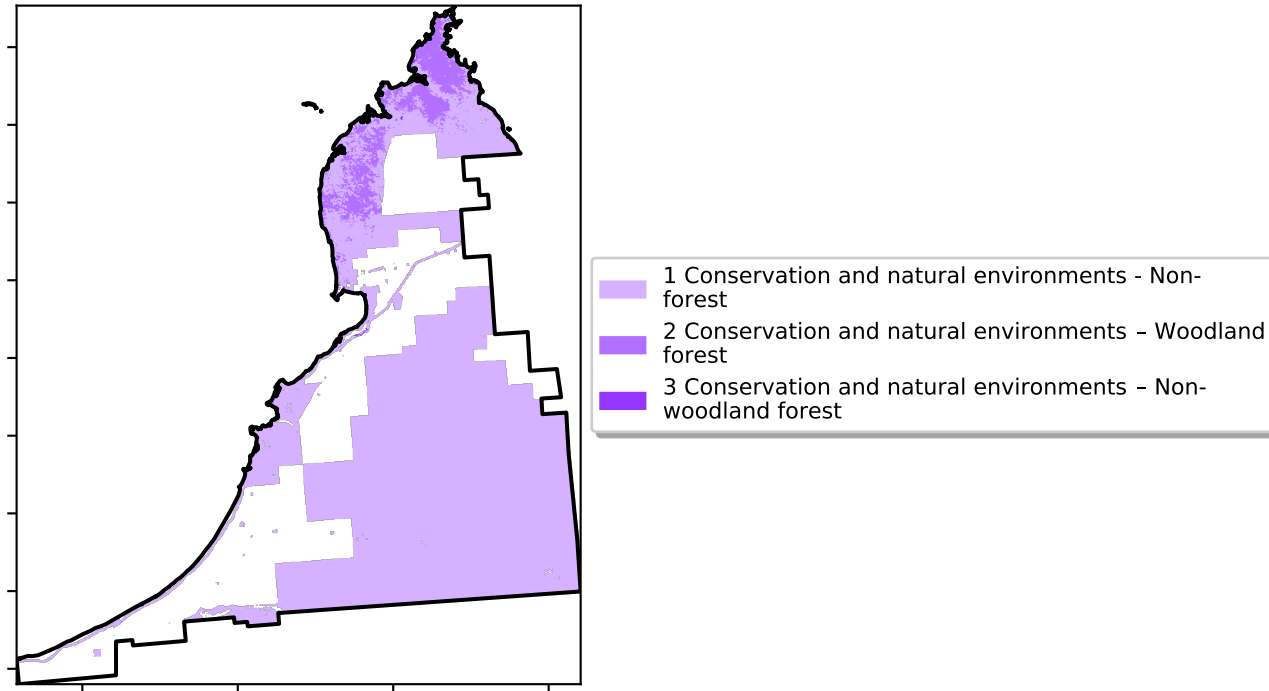 1 Conservation and natural environments - Non-
forest
2 Conservation and natural environments – Woodland
forest
3 Conservation and natural environments – Non-
woodland forest